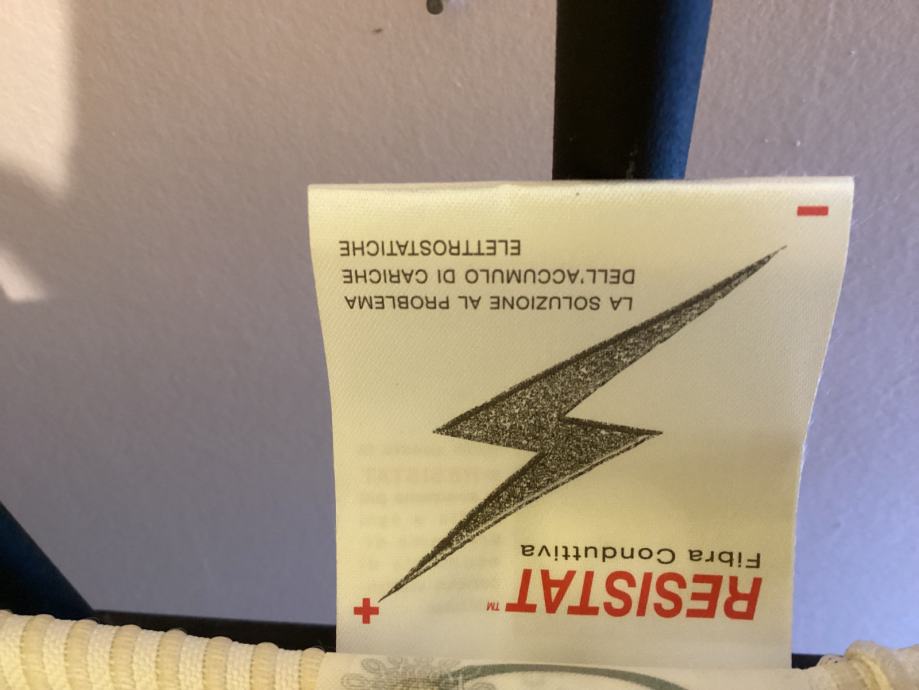 RESISTAT™
Fibra Conduttiva
LA SOLUZIONE AL PROBLEMA
DELL'ACCUMULO DI CARICHE
ELETTROSTATICHE